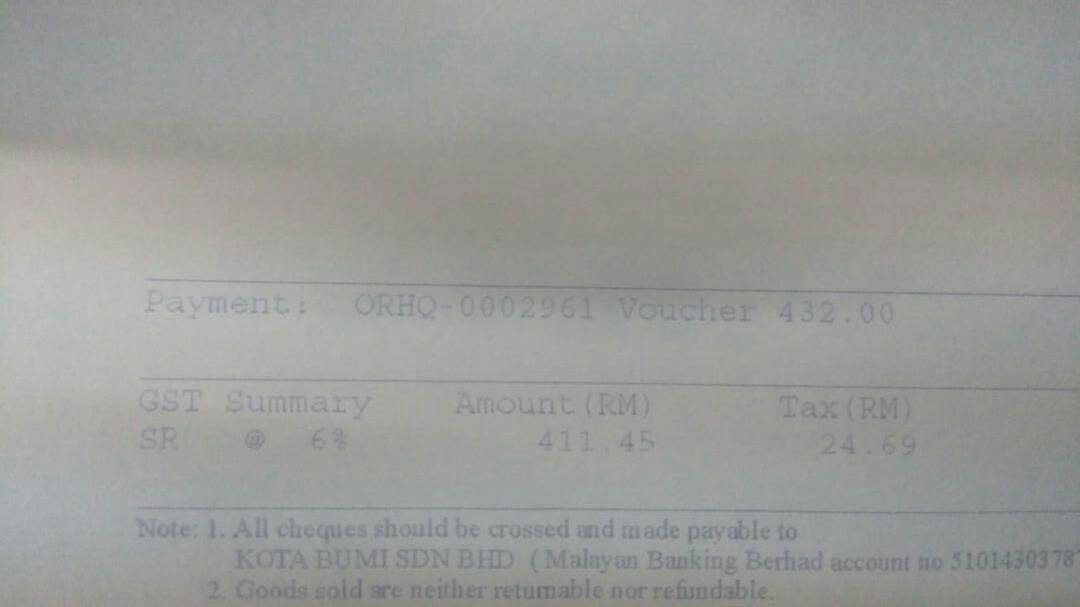 Payment: ORHQ-0002961 Voucher 432.00
GST Summary Amount(RM) Tax(RM)
SR @ 6% 411.45 24.69
Note: 1. All cheques should be crossed and made payable to
KOTA BUMI SDN BHD ( Malayan Banking Berhad account no 51014303787
2. Goods sold are neither returnable nor refundable.